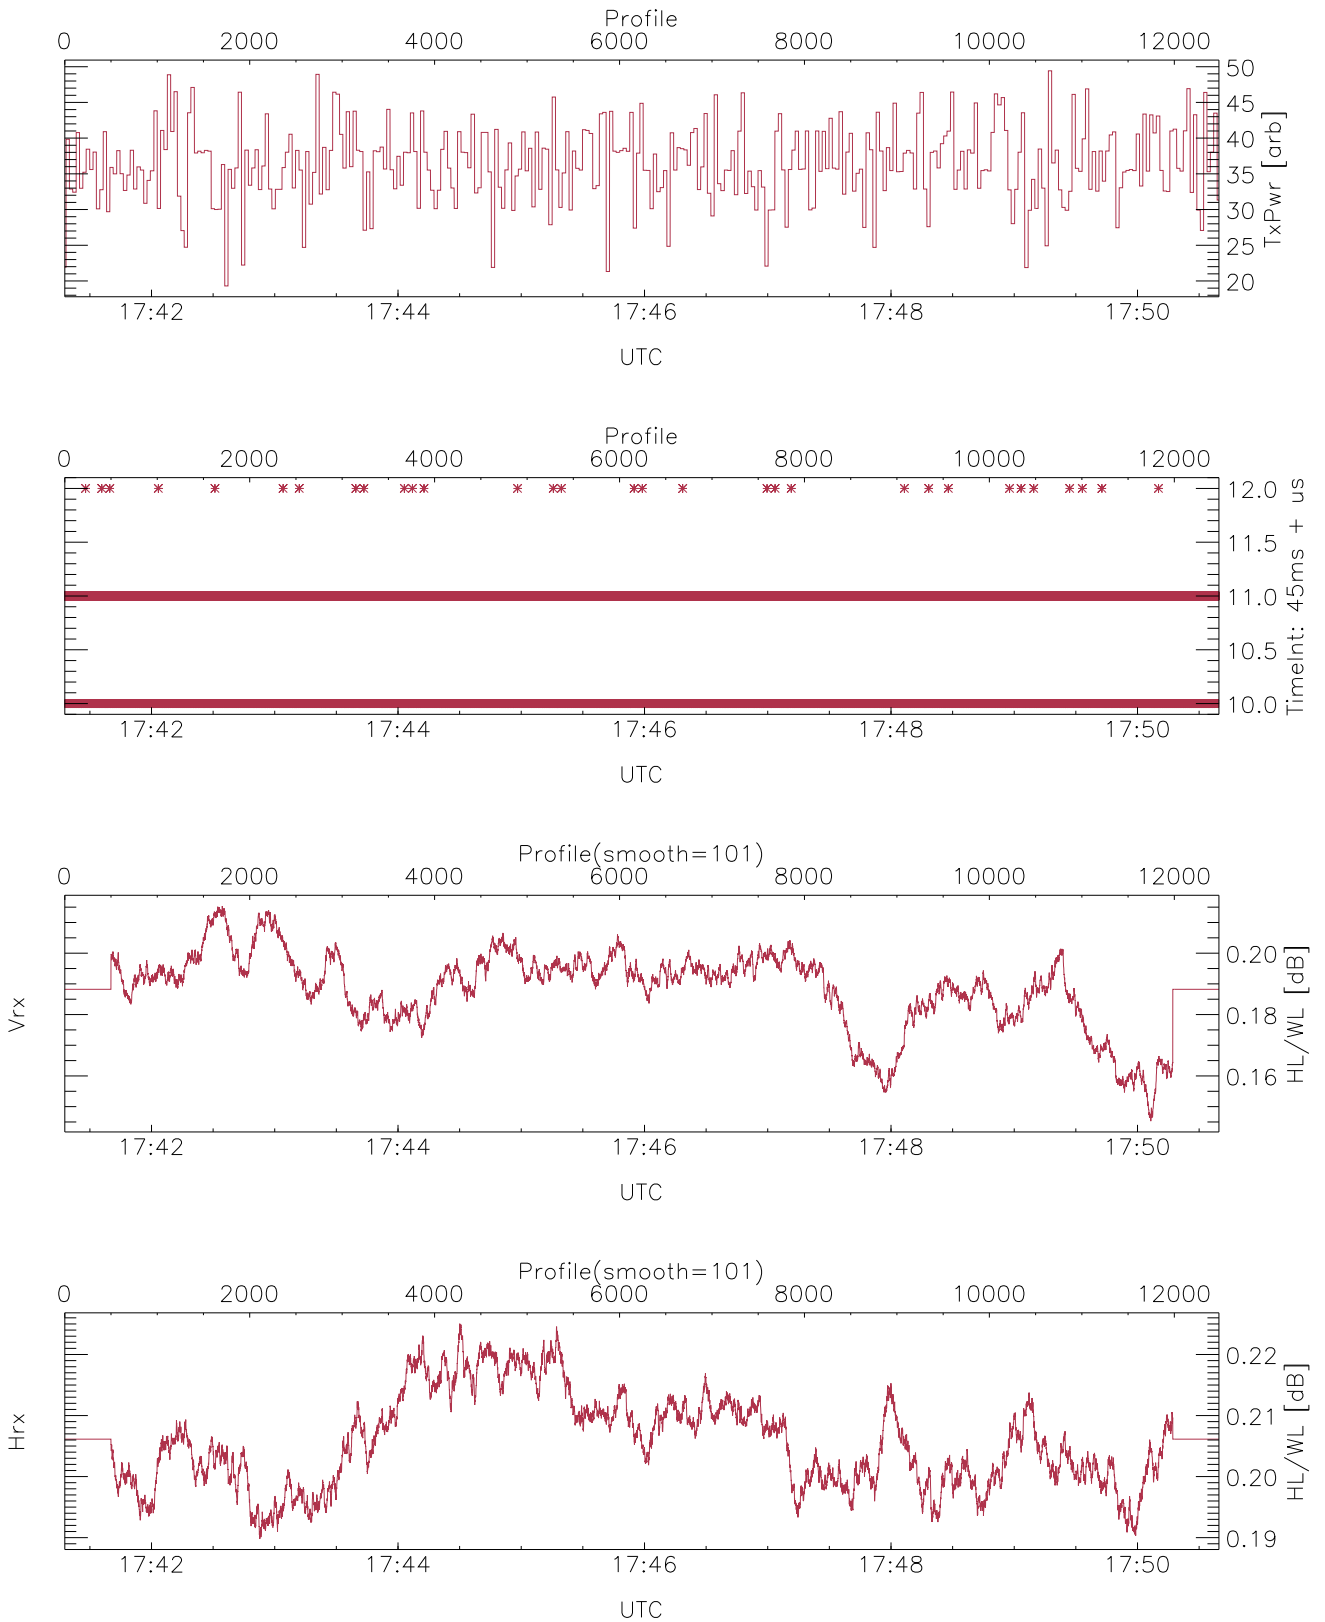 Profile
0 2000 4000 6000 8000 10000 12000
50
45
40
35
30
25
20
TxPwr [arb]
17:42 17:44 17:46 17:48 17:50
UTC
Profile
0 2000 4000 6000 8000 10000 12000
12.0
11.5
11.0
10.5
10.0
TimeInt: 45ms + us
17:42 17:44 17:46 17:48 17:50
UTC
Profile(smooth=101)
0 2000 4000 6000 8000 10000 12000
Vrx
0.20
0.18
0.16
HL/WL [dB]
17:42 17:44 17:46 17:48 17:50
UTC
Profile(smooth=101)
0 2000 4000 6000 8000 10000 12000
Hrx
0.22
0.21
0.20
0.19
HL/WL [dB]
17:42 17:44 17:46 17:48 17:50
UTC